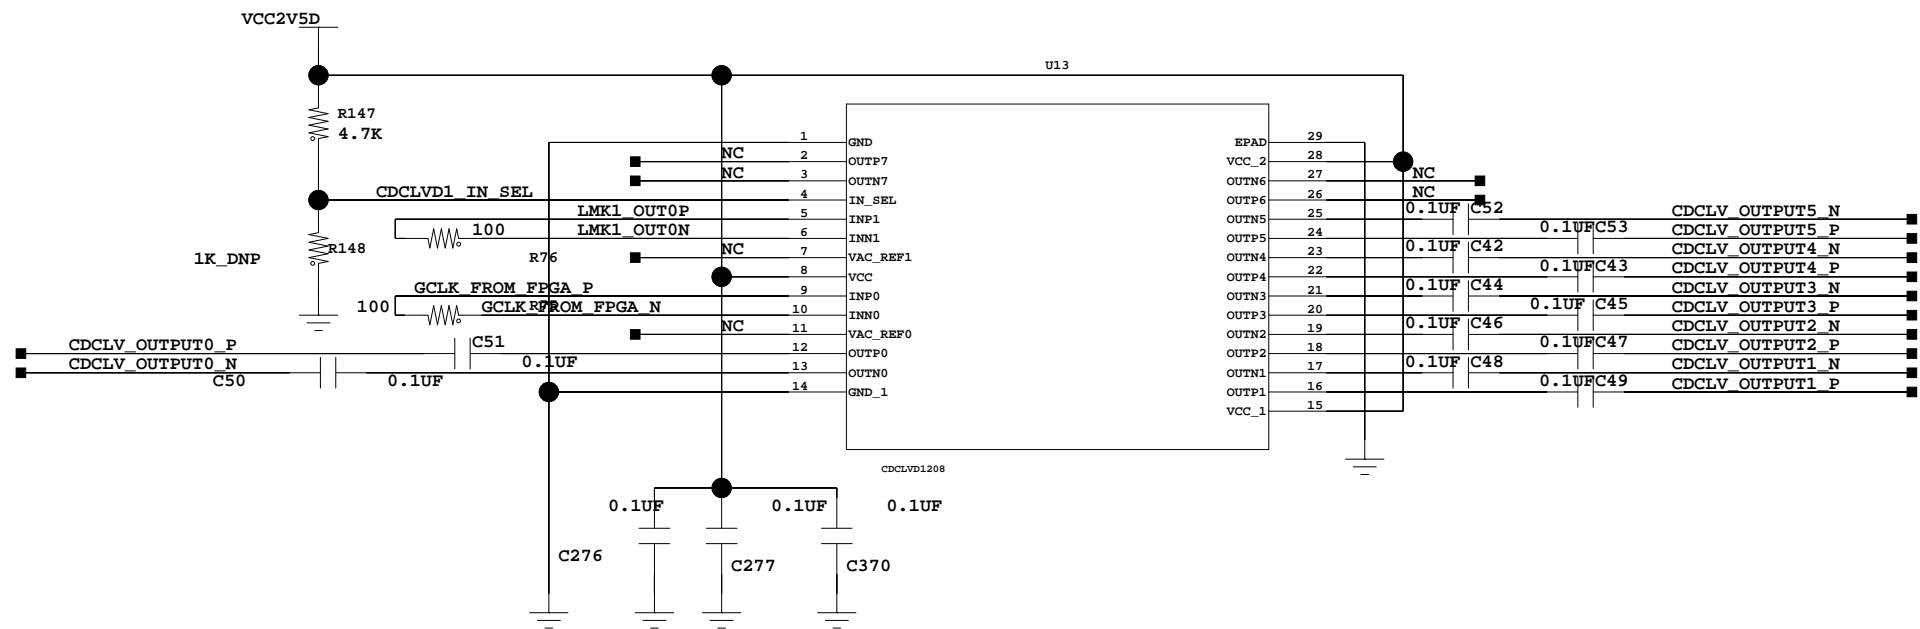 VCC2V5D
U13
R147
4.7K
1 GND EPAD 29
NC 2 OUTP7 VCC_2 28
NC 3 OUTN7 OUTN6 27 NC
CDCLVD1_IN_SEL 4 IN_SEL OUTP6 26 NC
LMK1_OUT0P 5 INP1 OUTN5 25 0.1UF C52 CDCLV_OUTPUT5_N
100 LMK1_OUT0N 6 INN1 OUTP5 24 0.1UF C53 CDCLV_OUTPUT5_P
R148
1K_DNP R76 NC 7 VAC_REF1 OUTN4 23 0.1UF C42 CDCLV_OUTPUT4_N
8 VCC OUTP4 22 0.1UF C43 CDCLV_OUTPUT4_P
GCLK_FROM_FPGA_P 9 INP0 OUTN3 21 0.1UF C44 CDCLV_OUTPUT3_N
100 GCLK_FROM_FPGA_N 10 INN0 OUTP3 20 0.1UF C45 CDCLV_OUTPUT3_P
NC 11 VAC_REF0 OUTN2 19 0.1UF C46 CDCLV_OUTPUT2_N
CDCLV_OUTPUT0_P C51 0.1UF 12 OUTP0 OUTP2 18 0.1UF C47 CDCLV_OUTPUT2_P
CDCLV_OUTPUT0_N C50 0.1UF 13 OUTN0 OUTN1 17 0.1UF C48 CDCLV_OUTPUT1_N
14 GND_1 OUTP1 16 0.1UF C49 CDCLV_OUTPUT1_P
VCC_1 15
CDCLVD1208
0.1UF 0.1UF 0.1UF
C276 C277 C370